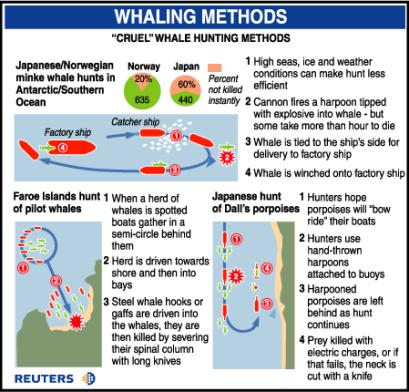 WHALING METHODS
“CRUEL” WHALE HUNTING METHODS
Japanese/Norwegian
minke whale hunts in
Antarctic/Southern
Ocean
Norway
20%
635
Japan
60%
440
Percent
not killed
instantly
Catcher ship
Factory ship
1
2
3
4
1 High seas, ice and weather
conditions can make hunt less
efficient
2 Cannon fires a harpoon tipped
with explosive into whale - but
some take more than hour to die
3 Whale is tied to the ship's side for
delivery to factory ship
4 Whale is winched onto factory ship
Faroe Islands hunt
of pilot whales
1
2
3
1 When a herd of
whales is spotted
boats gather in a
semi-circle behind
them
2 Herd is driven towards
shore and then into
bays
3 Steel whale hooks or
gaffs are driven into
the whales, they are
then killed by severing
their spinal column
with long knives
Japanese hunt
of Dall's porpoises
1
2
3
4
1 Hunters hope
porpoises will “bow
ride” their boats
2 Hunters use
hand-thrown
harpoons
attached to buoys
3 Harpooned
porpoises are left
behind as hunt
continues
4 Prey killed with
electric charges, or if
that fails, the neck is
cut with a knife
REUTERS